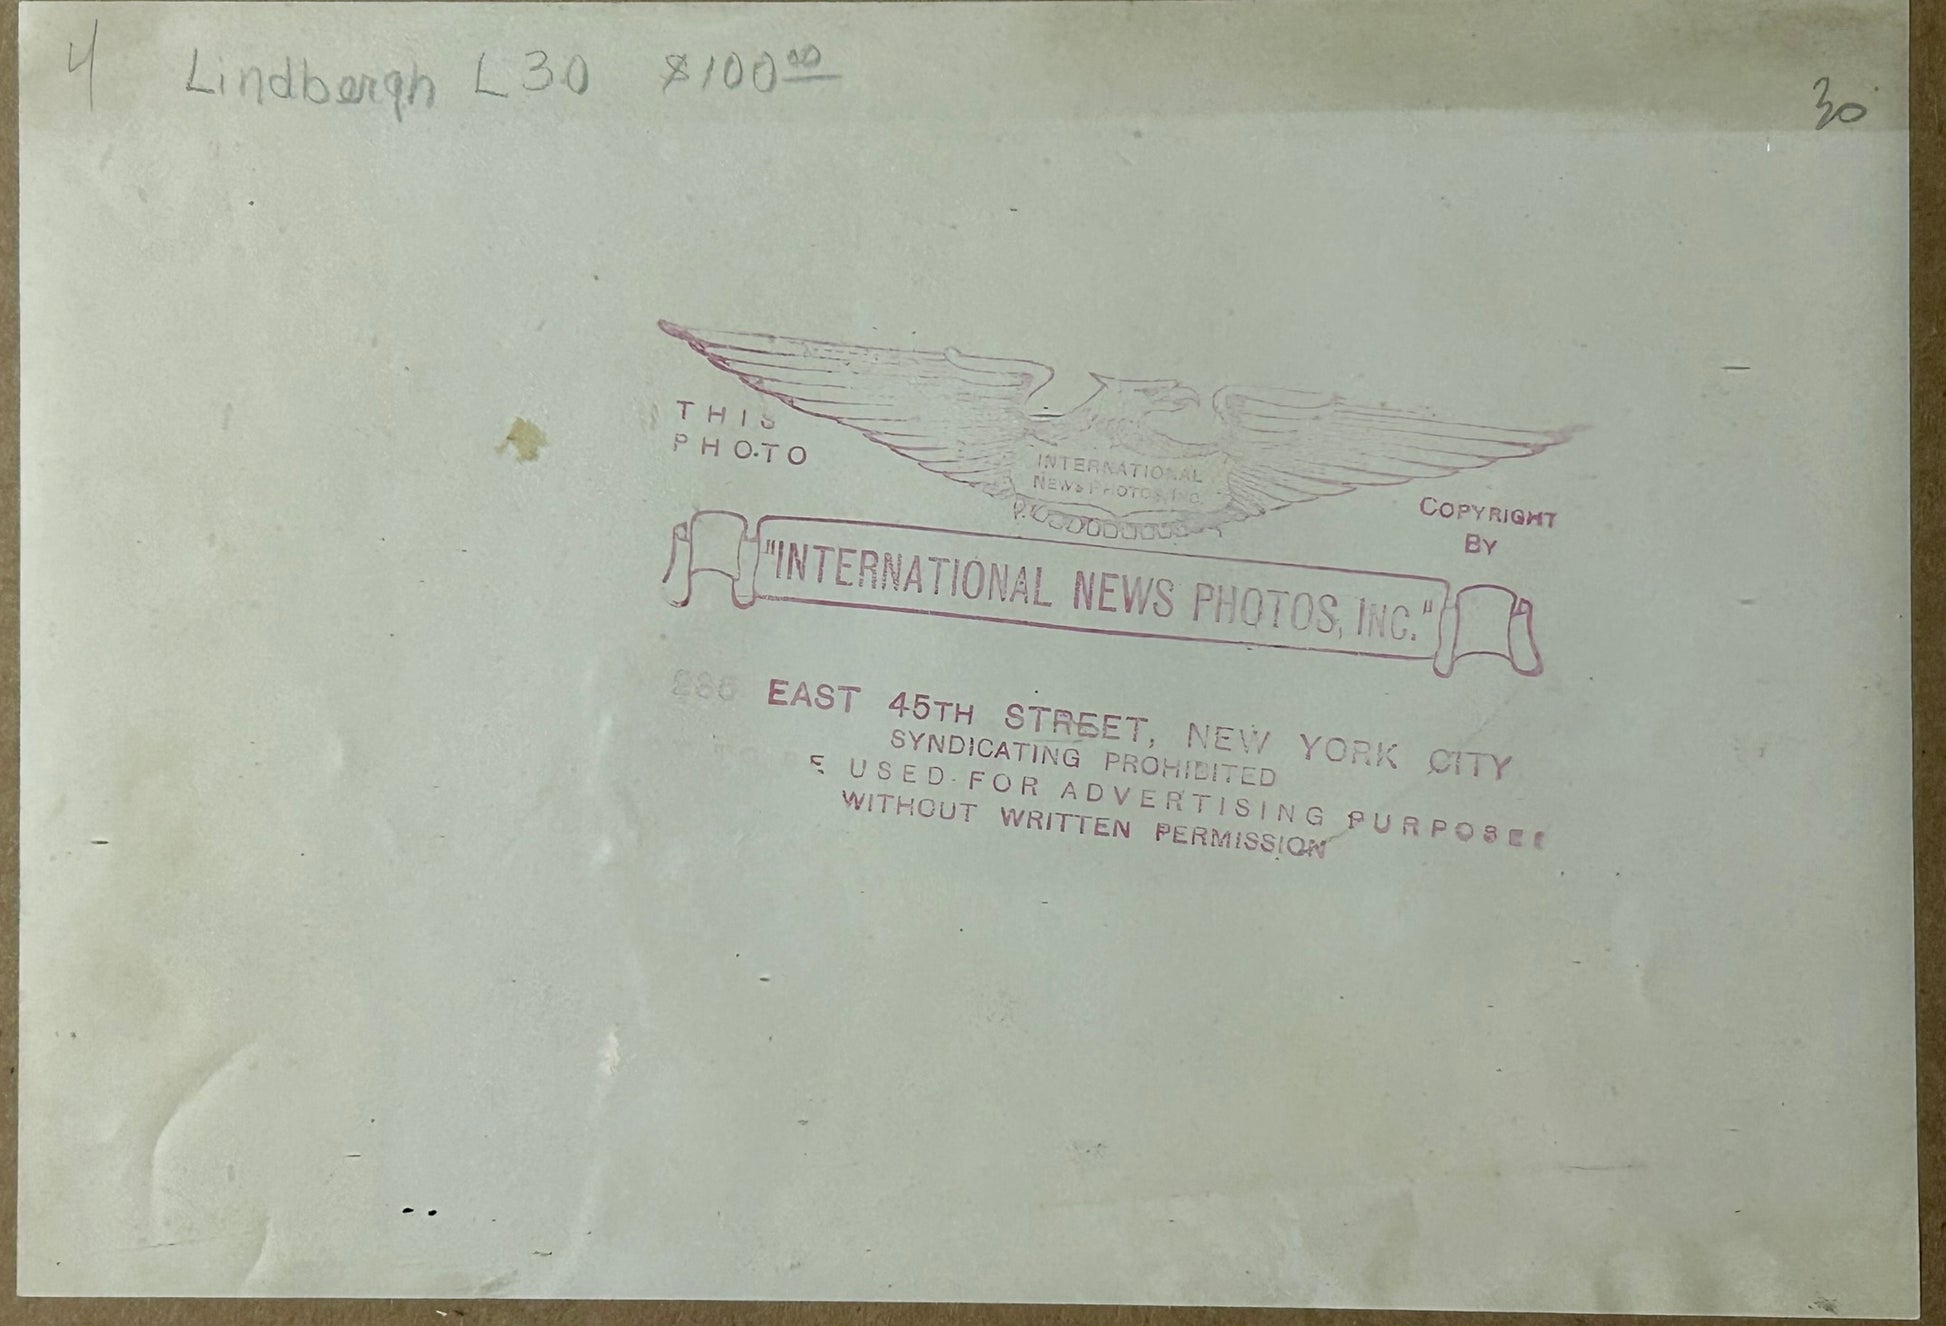 4 Lindbergh L30 $100.00
30
THIS
PHOTO
INTERNATIONAL
NEWS PHOTOS, INC.
COPYRIGHT
BY
"INTERNATIONAL NEWS PHOTOS, INC."
EAST 45TH STREET, NEW YORK CITY
SYNDICATING PROHIBITED
USED FOR ADVERTISING PURPOSES
WITHOUT WRITTEN PERMISSION